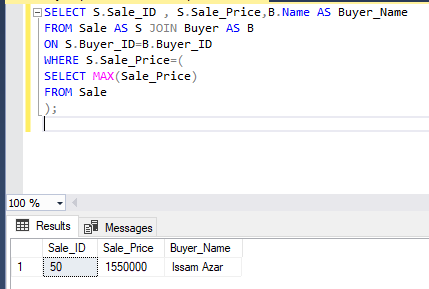 SELECT S.Sale_ID , S.Sale_Price,B.Name AS Buyer_Name
FROM Sale AS S JOIN Buyer AS B
ON S.Buyer_ID=B.Buyer_ID
WHERE S.Sale_Price=(
SELECT MAX(Sale_Price)
FROM Sale
);
100 %
Results Messages
Sale_ID Sale_Price Buyer_Name
1 50 1550000 Issam Azar